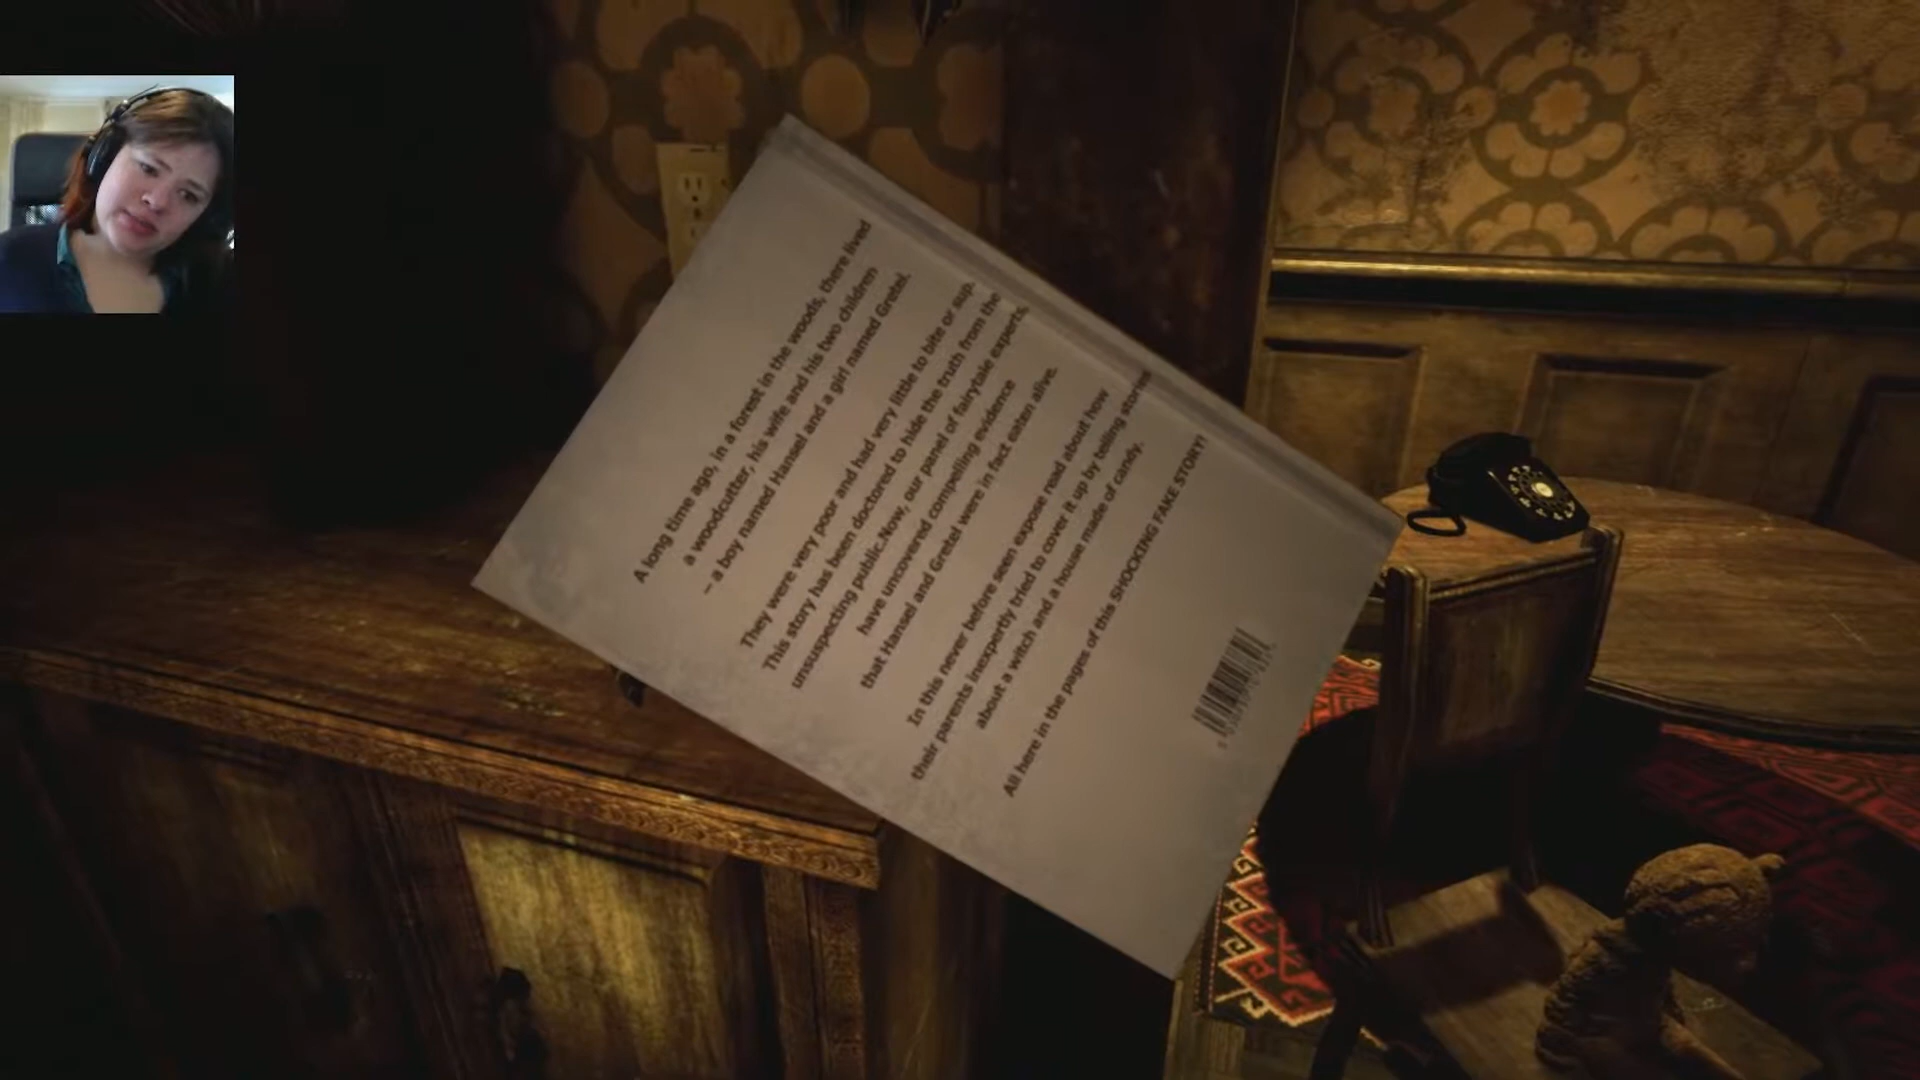 A long time ago, in a forest in the woods, there lived
a woodcutter, his wife and his two children
– a boy named Hansel and a girl named Gretel.
They were very poor and had very little to bite or sup.
This story has been doctored to hide the truth from the
unsuspecting public.Now, our panel of fairytale experts,
have uncovered compelling evidence
that Hansel and Gretel were in fact eaten alive.
In this never before seen expose read about how
their parents inexpertly tried to cover it up by telling stories
about a witch and a house made of candy.
All here in the pages of this SHOCKING FAKE STORY!